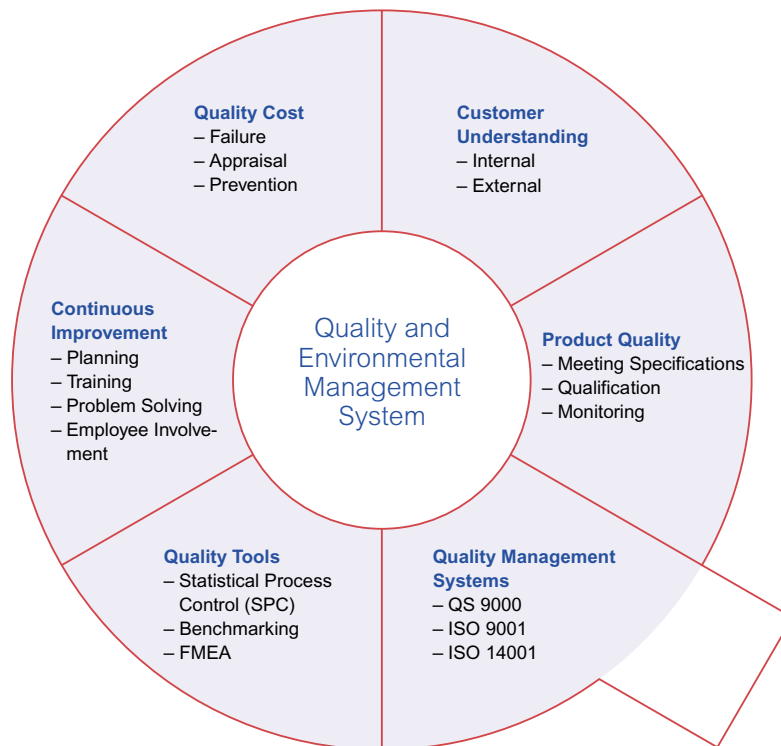 Quality Cost
– Failure
– Appraisal
– Prevention
Customer
Understanding
– Internal
– External
Continuous
Improvement
– Planning
– Training
– Problem Solving
– Employee Involve-
ment
Quality and
Environmental
Management
System
Product Quality
– Meeting Specifications
– Qualification
– Monitoring
Quality Tools
– Statistical Process
Control (SPC)
– Benchmarking
– FMEA
Quality Management
Systems
– QS 9000
– ISO 9001
– ISO 14001